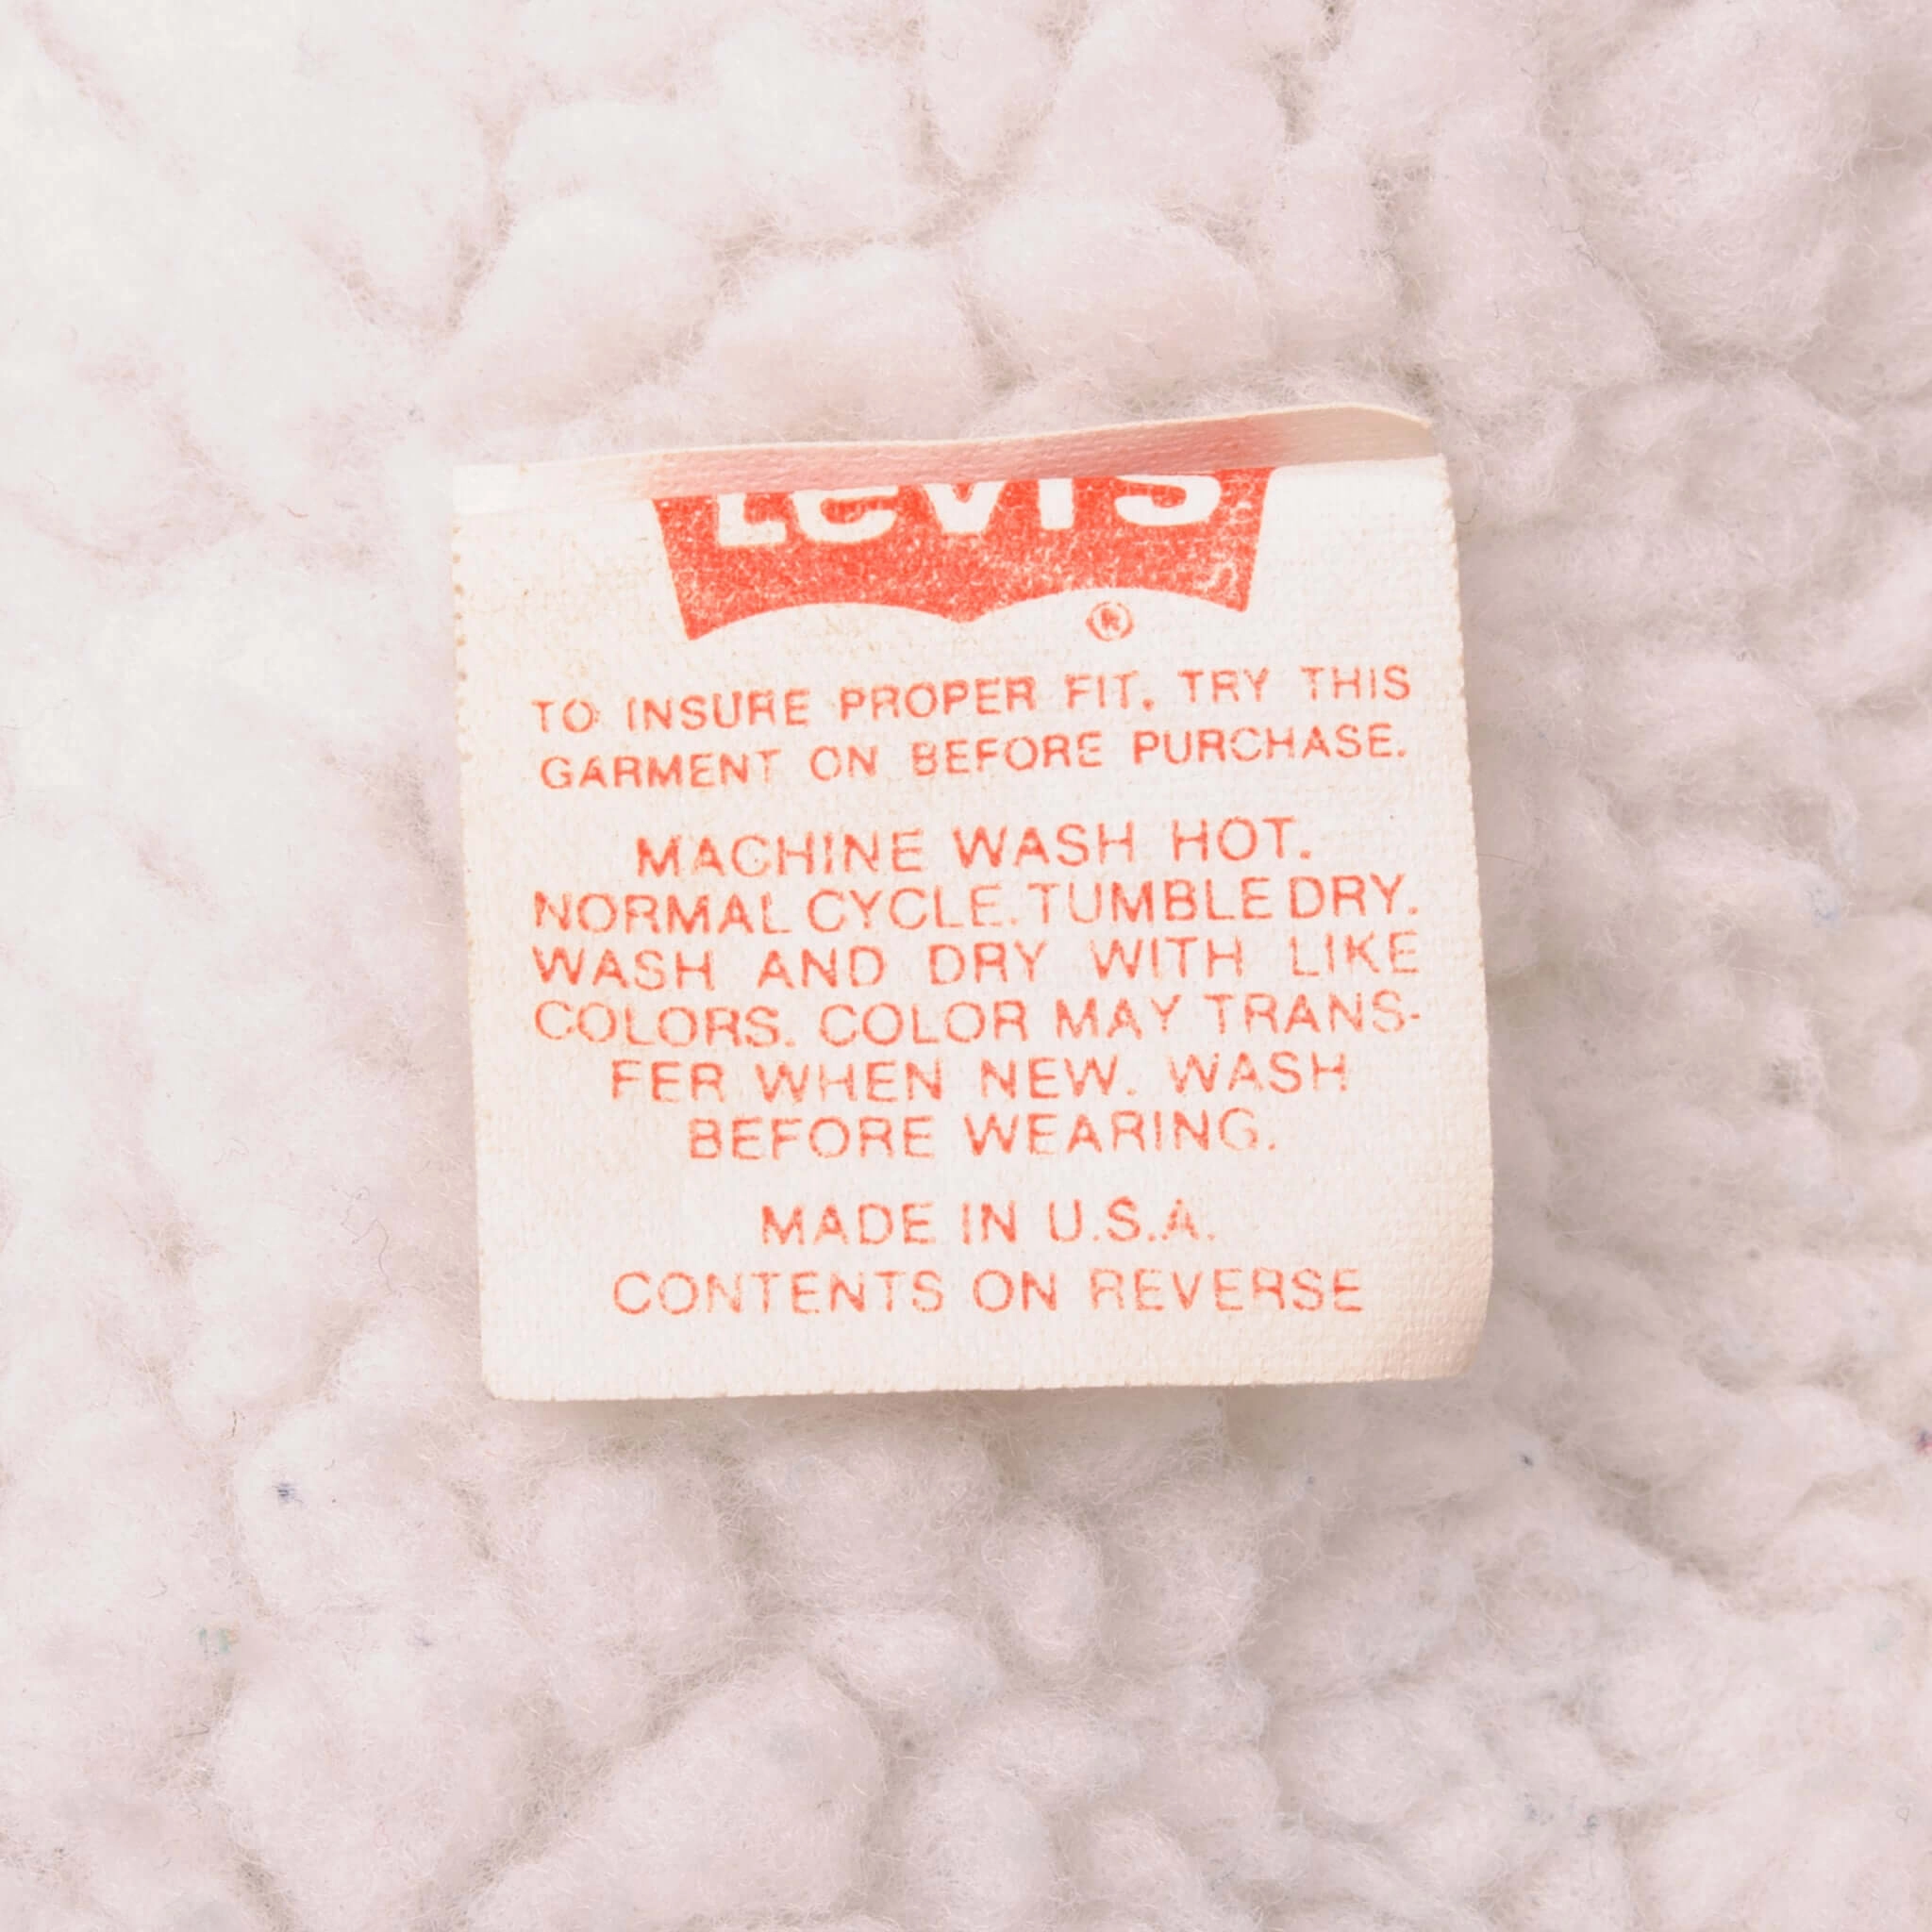 Levi's
®
TO INSURE PROPER FIT, TRY THIS
GARMENT ON BEFORE PURCHASE.
MACHINE WASH HOT.
NORMAL CYCLE. TUMBLE DRY.
WASH AND DRY WITH LIKE
COLORS. COLOR MAY TRANS-
FER WHEN NEW. WASH
BEFORE WEARING.
MADE IN U.S.A.
CONTENTS ON REVERSE